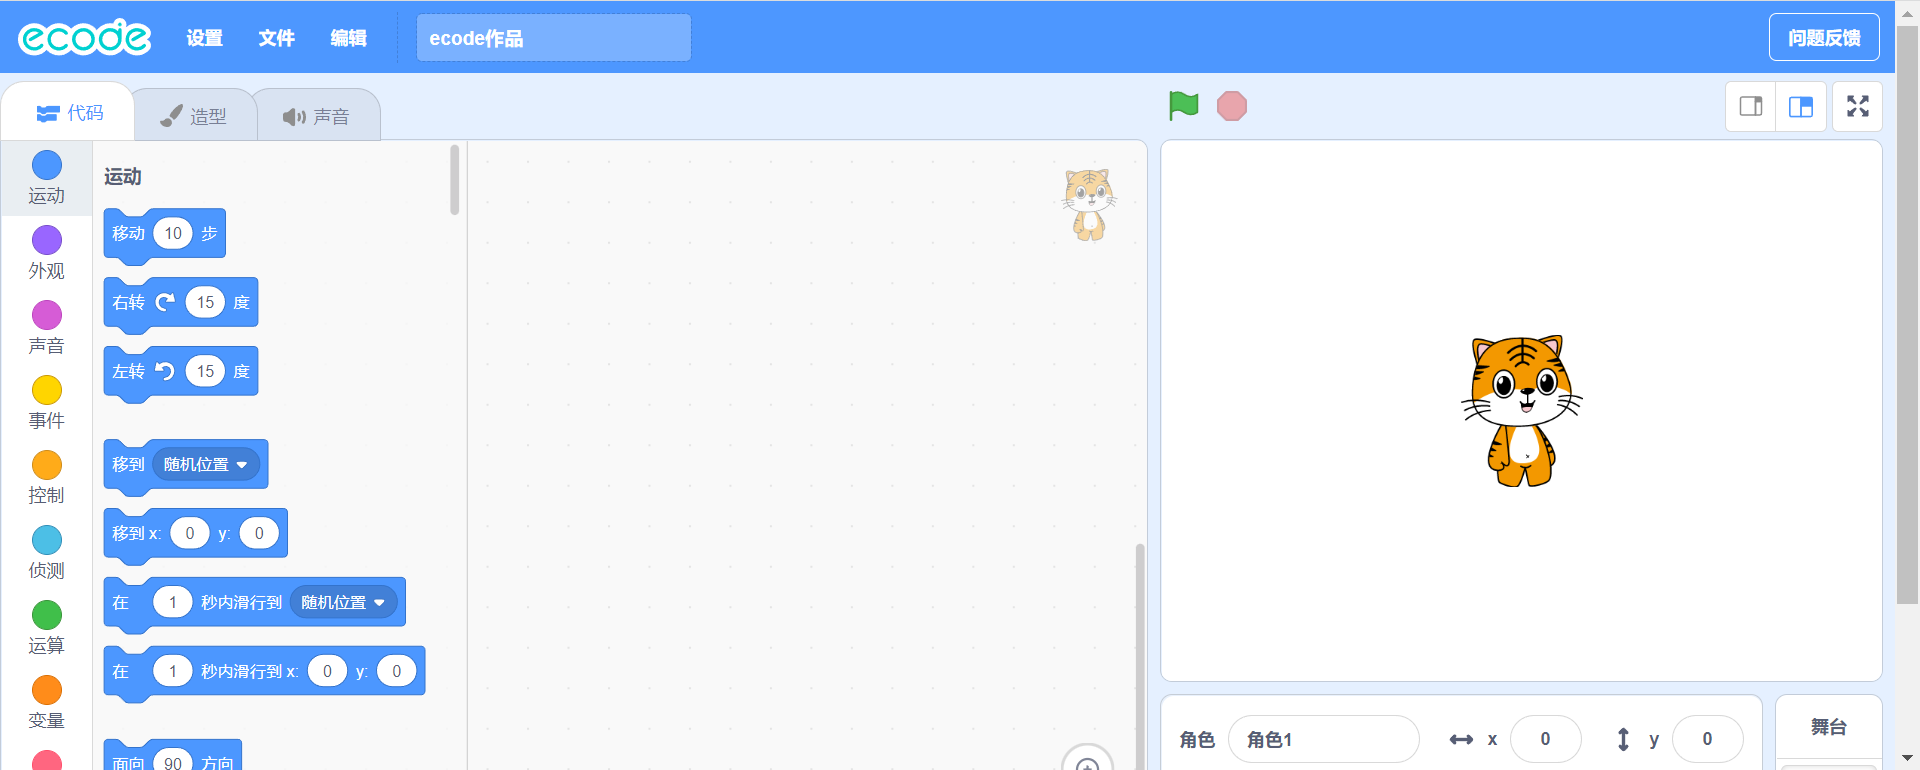 ecode 设置 文件 编辑 ecode作品 问题反馈
代码 造型 声音
运动
外观
声音
事件
控制
侦测
运算
变量
运动
移动 10 步
右转 15 度
左转 15 度
移到 随机位置
移到 x: 0 y: 0
在 1 秒内滑行到 随机位置
在 1 秒内滑行到 x: 0 y: 0
面向 90 方向
角色 角色1 x 0 y 0
舞台